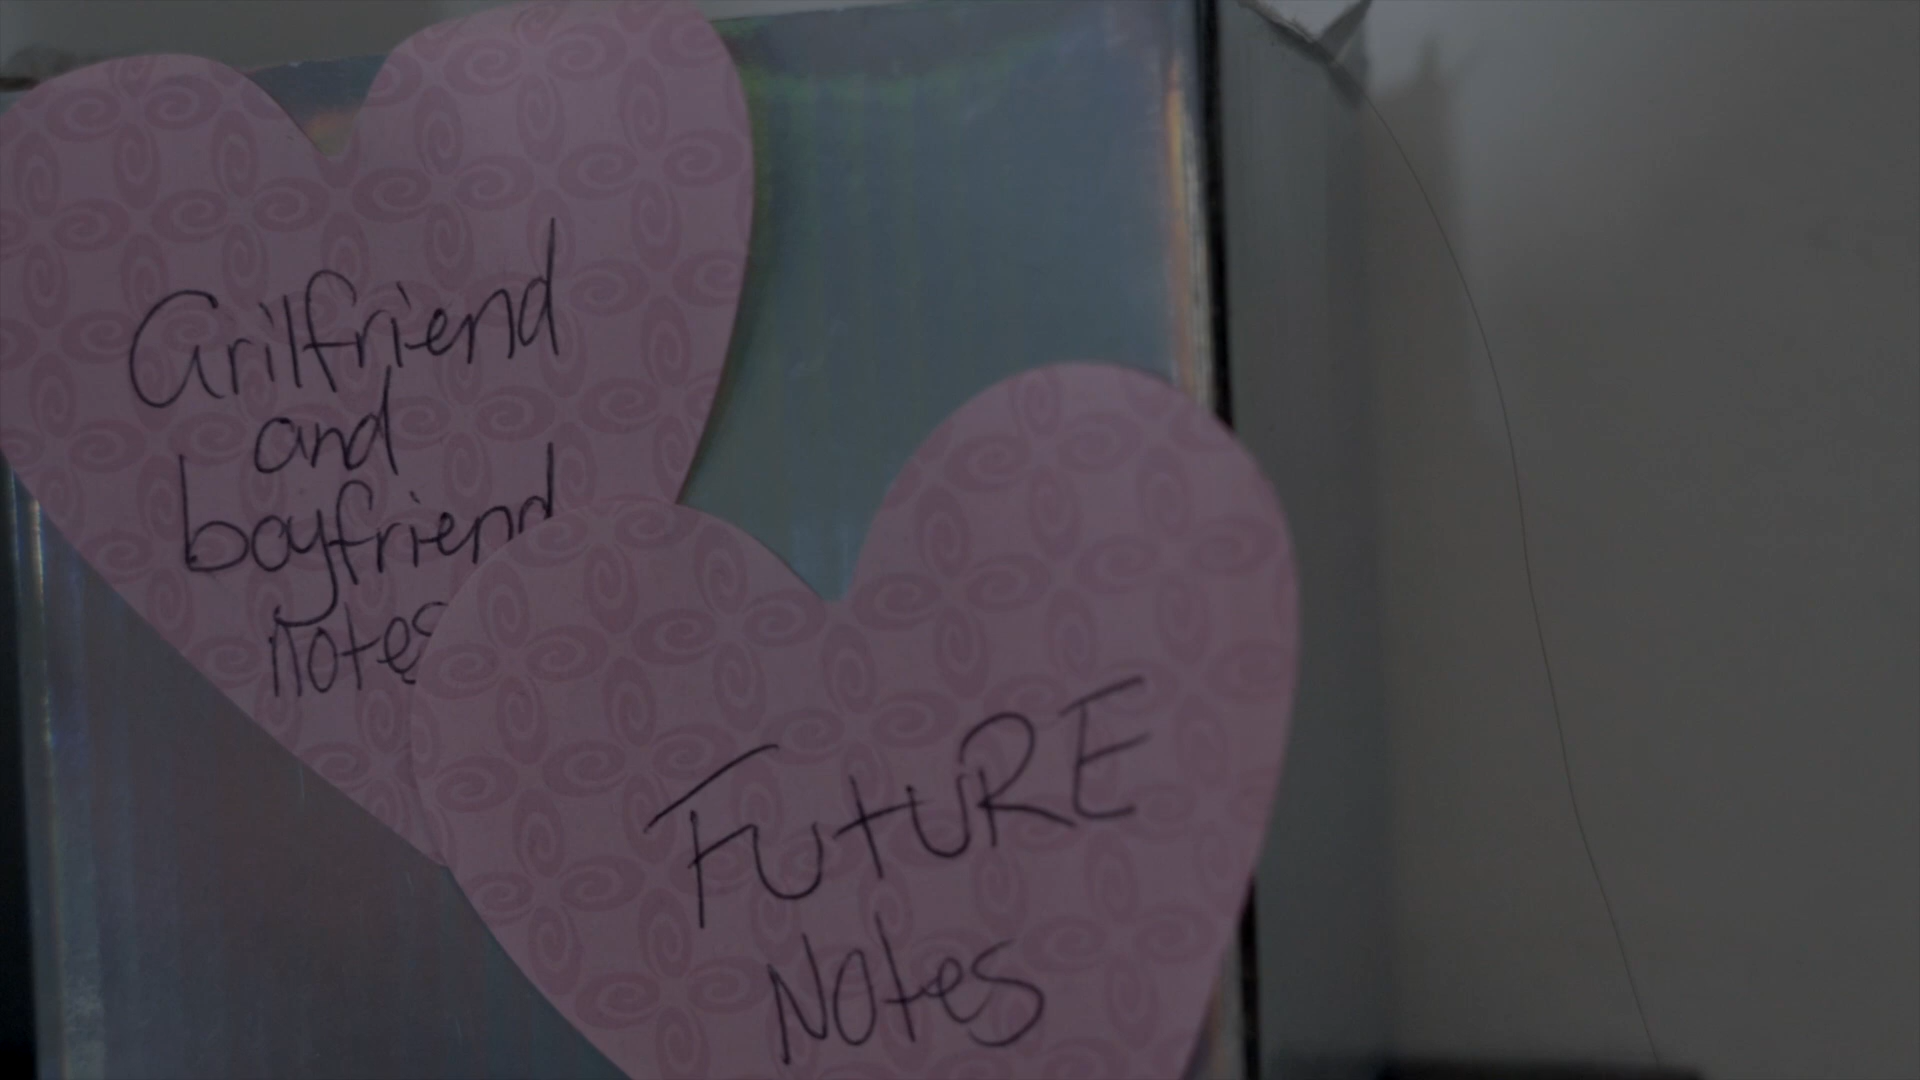 Grilfriend
and
boyfriend
notes
FUtURE
Notes